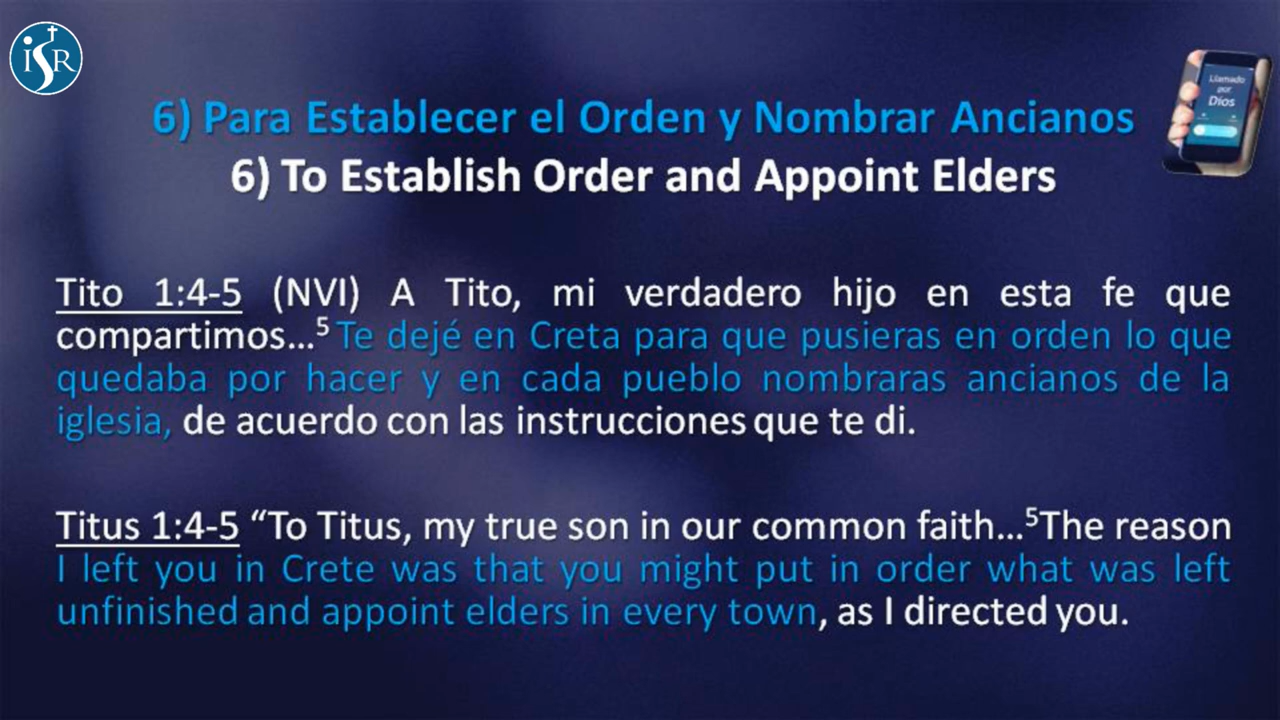 iSR
Llamado
por
Dios
6) Para Establecer el Orden y Nombrar Ancianos
6) To Establish Order and Appoint Elders
Tito 1:4-5 (NVI) A Tito, mi verdadero hijo en esta fe que
compartimos...⁵ Te dejé en Creta para que pusieras en orden lo que
quedaba por hacer y en cada pueblo nombraras ancianos de la
iglesia, de acuerdo con las instrucciones que te di.
Titus 1:4-5 “To Titus, my true son in our common faith...⁵The reason
I left you in Crete was that you might put in order what was left
unfinished and appoint elders in every town, as I directed you.